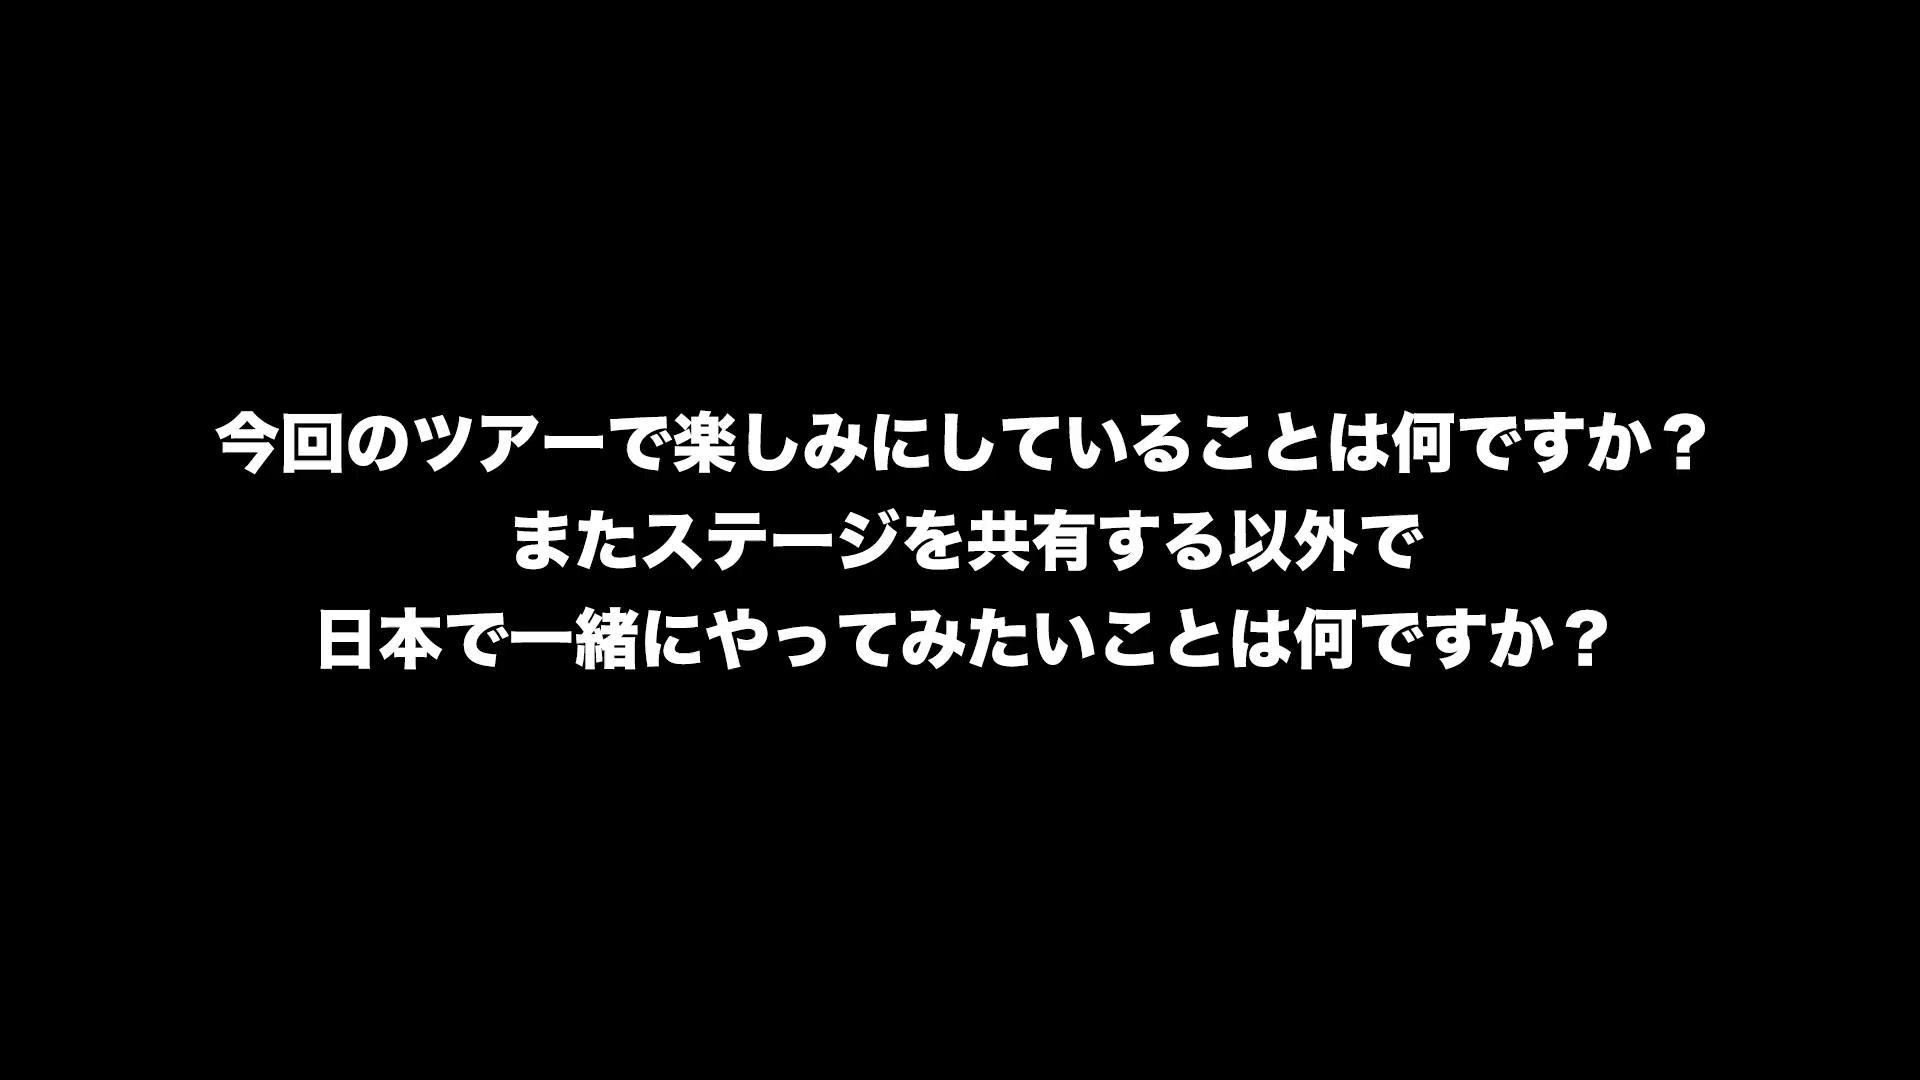 今回のツアーで楽しみにしていることは何ですか？
またステージを共有する以外で
日本で一緒にやってみたいことは何ですか？